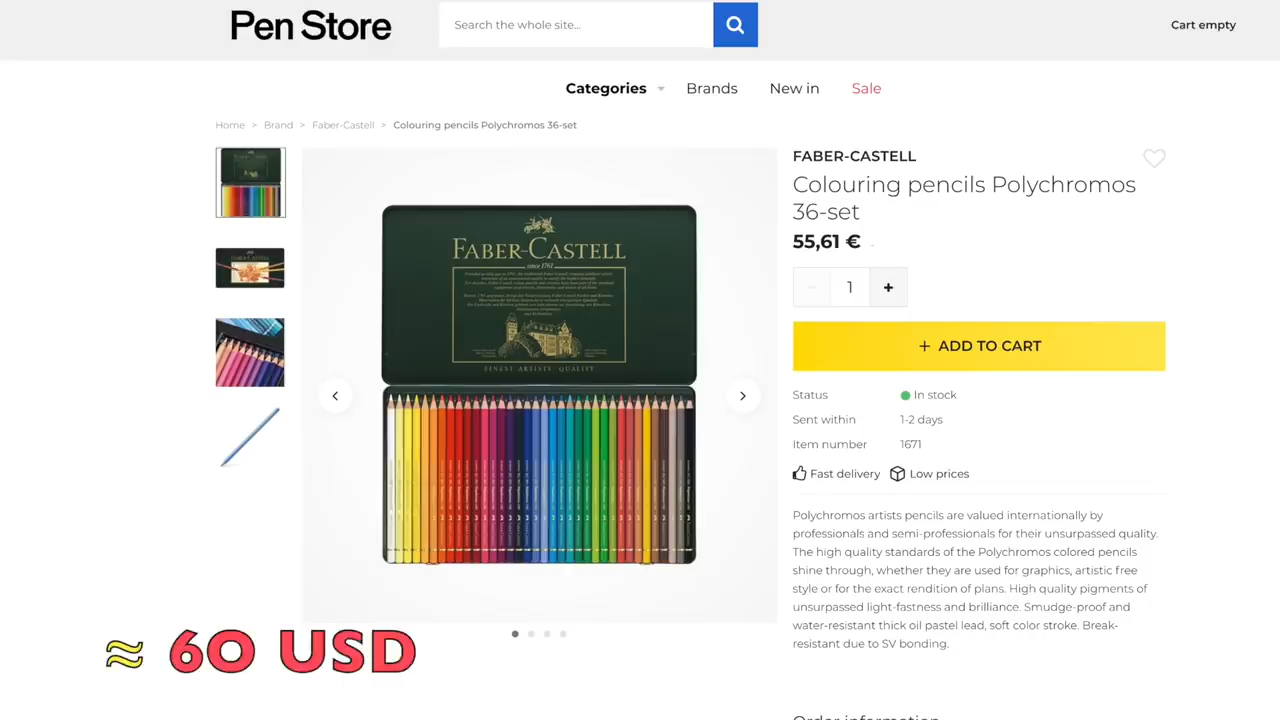 Pen Store
Search the whole site...
Cart empty
Categories
Brands
New in
Sale
Home > Brand > Faber-Castell > Colouring pencils Polychromos 36-set
FABER-CASTELL
Colouring pencils Polychromos
36-set
55,61 €
1
+
+ ADD TO CART
Status In stock
Sent within 1-2 days
Item number 1671
Fast delivery Low prices
Polychromos artists pencils are valued internationally by
professionals and semi-professionals for their unsurpassed quality.
The high quality standards of the Polychromos colored pencils
shine through, whether they are used for graphics, artistic free
style or for the exact rendition of plans. High quality pigments of
unsurpassed light-fastness and brilliance. Smudge-proof and
water-resistant thick oil pastel lead, soft color stroke. Break-
resistant due to SV bonding.
FABER-CASTELL
since 1761
FINEST ARTISTS' QUALITY
≈ 60 USD
Order information